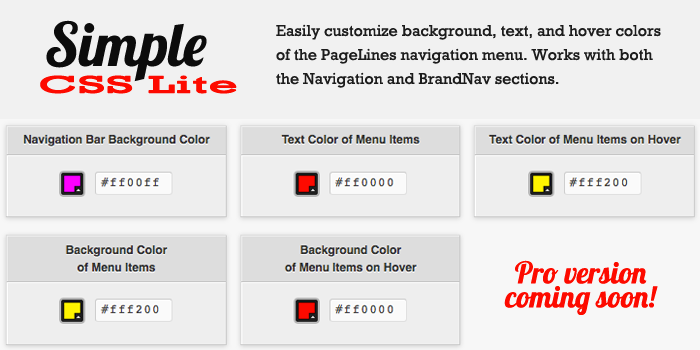 Simple
CSS Lite
Easily customize background, text, and hover colors
of the PageLines navigation menu. Works with both
the Navigation and BrandNav sections.
Navigation Bar Background Color
#ff00ff
Text Color of Menu Items
#ff0000
Text Color of Menu Items on Hover
#fff200
Background Color
of Menu Items
#fff200
Background Color
of Menu Items on Hover
#ff0000
Pro version
coming soon!